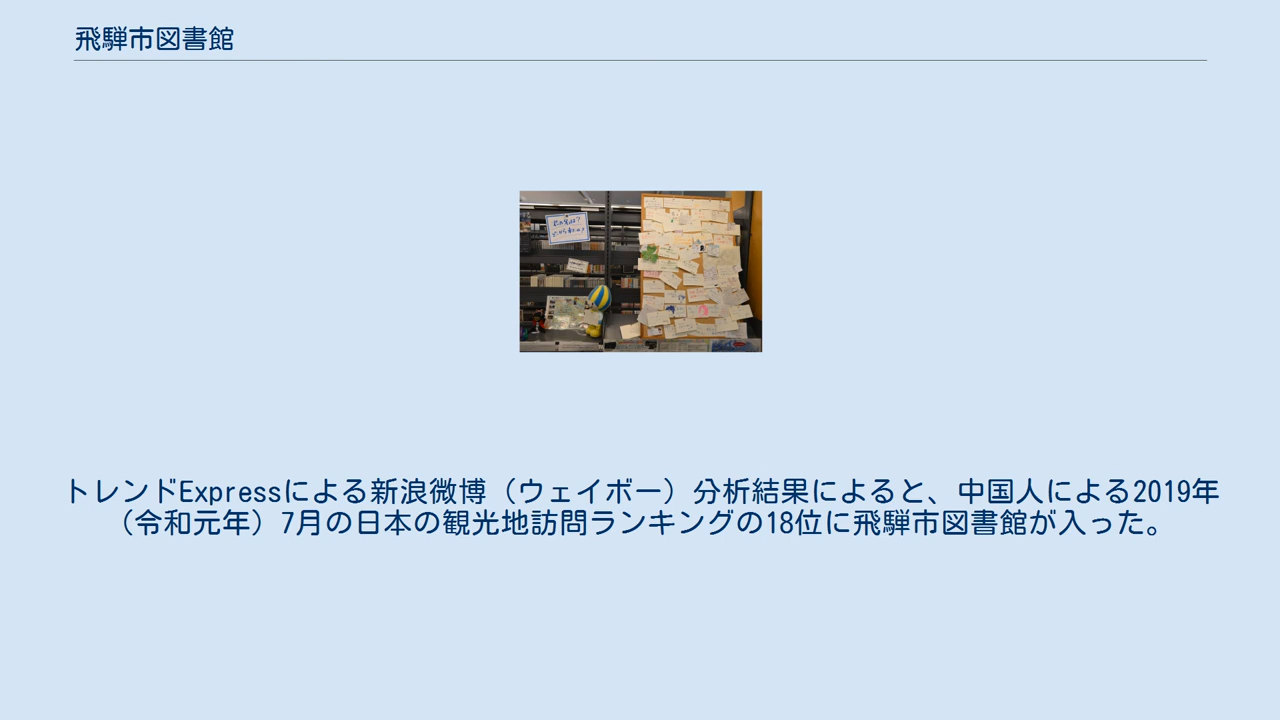 飛騨市図書館
トレンドExpressによる新浪微博（ウェイボー）分析結果によると、中国人による2019年
（令和元年）7月の日本の観光地訪問ランキングの18位に飛騨市図書館が入った。